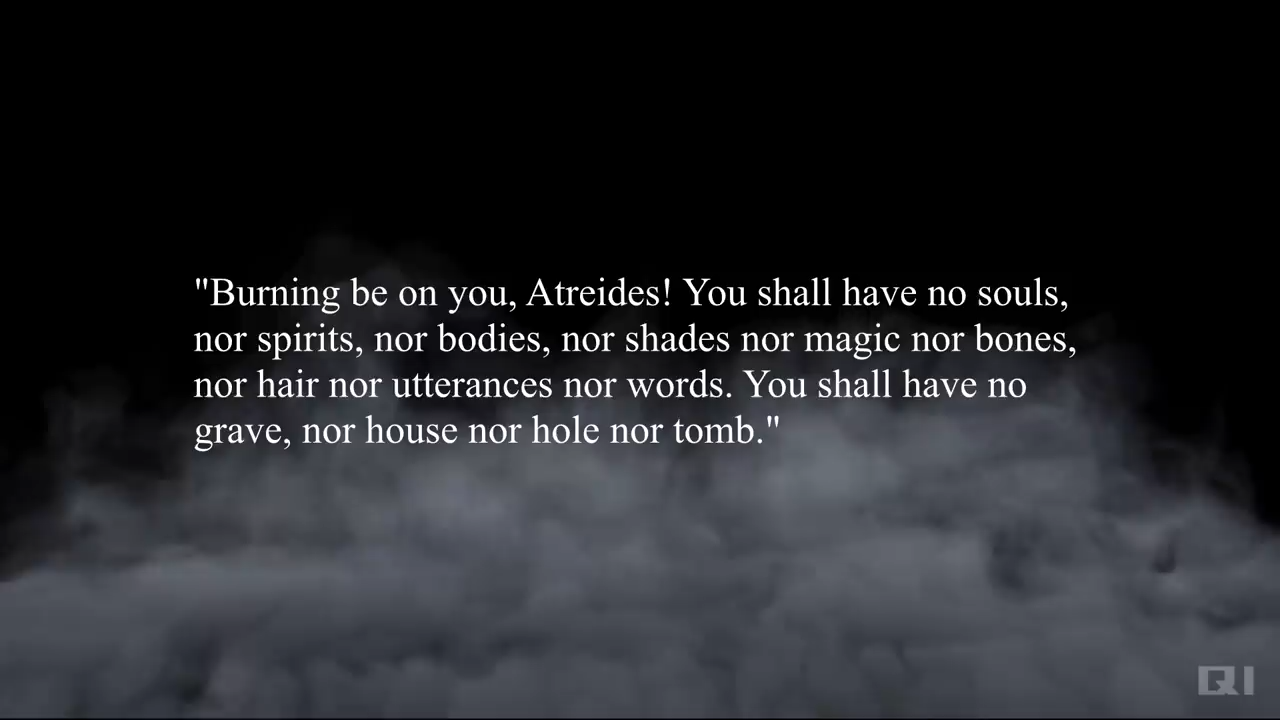 "Burning be on you, Atreides! You shall have no souls,
nor spirits, nor bodies, nor shades nor magic nor bones,
nor hair nor utterances nor words. You shall have no
grave, nor house nor hole nor tomb."
QI